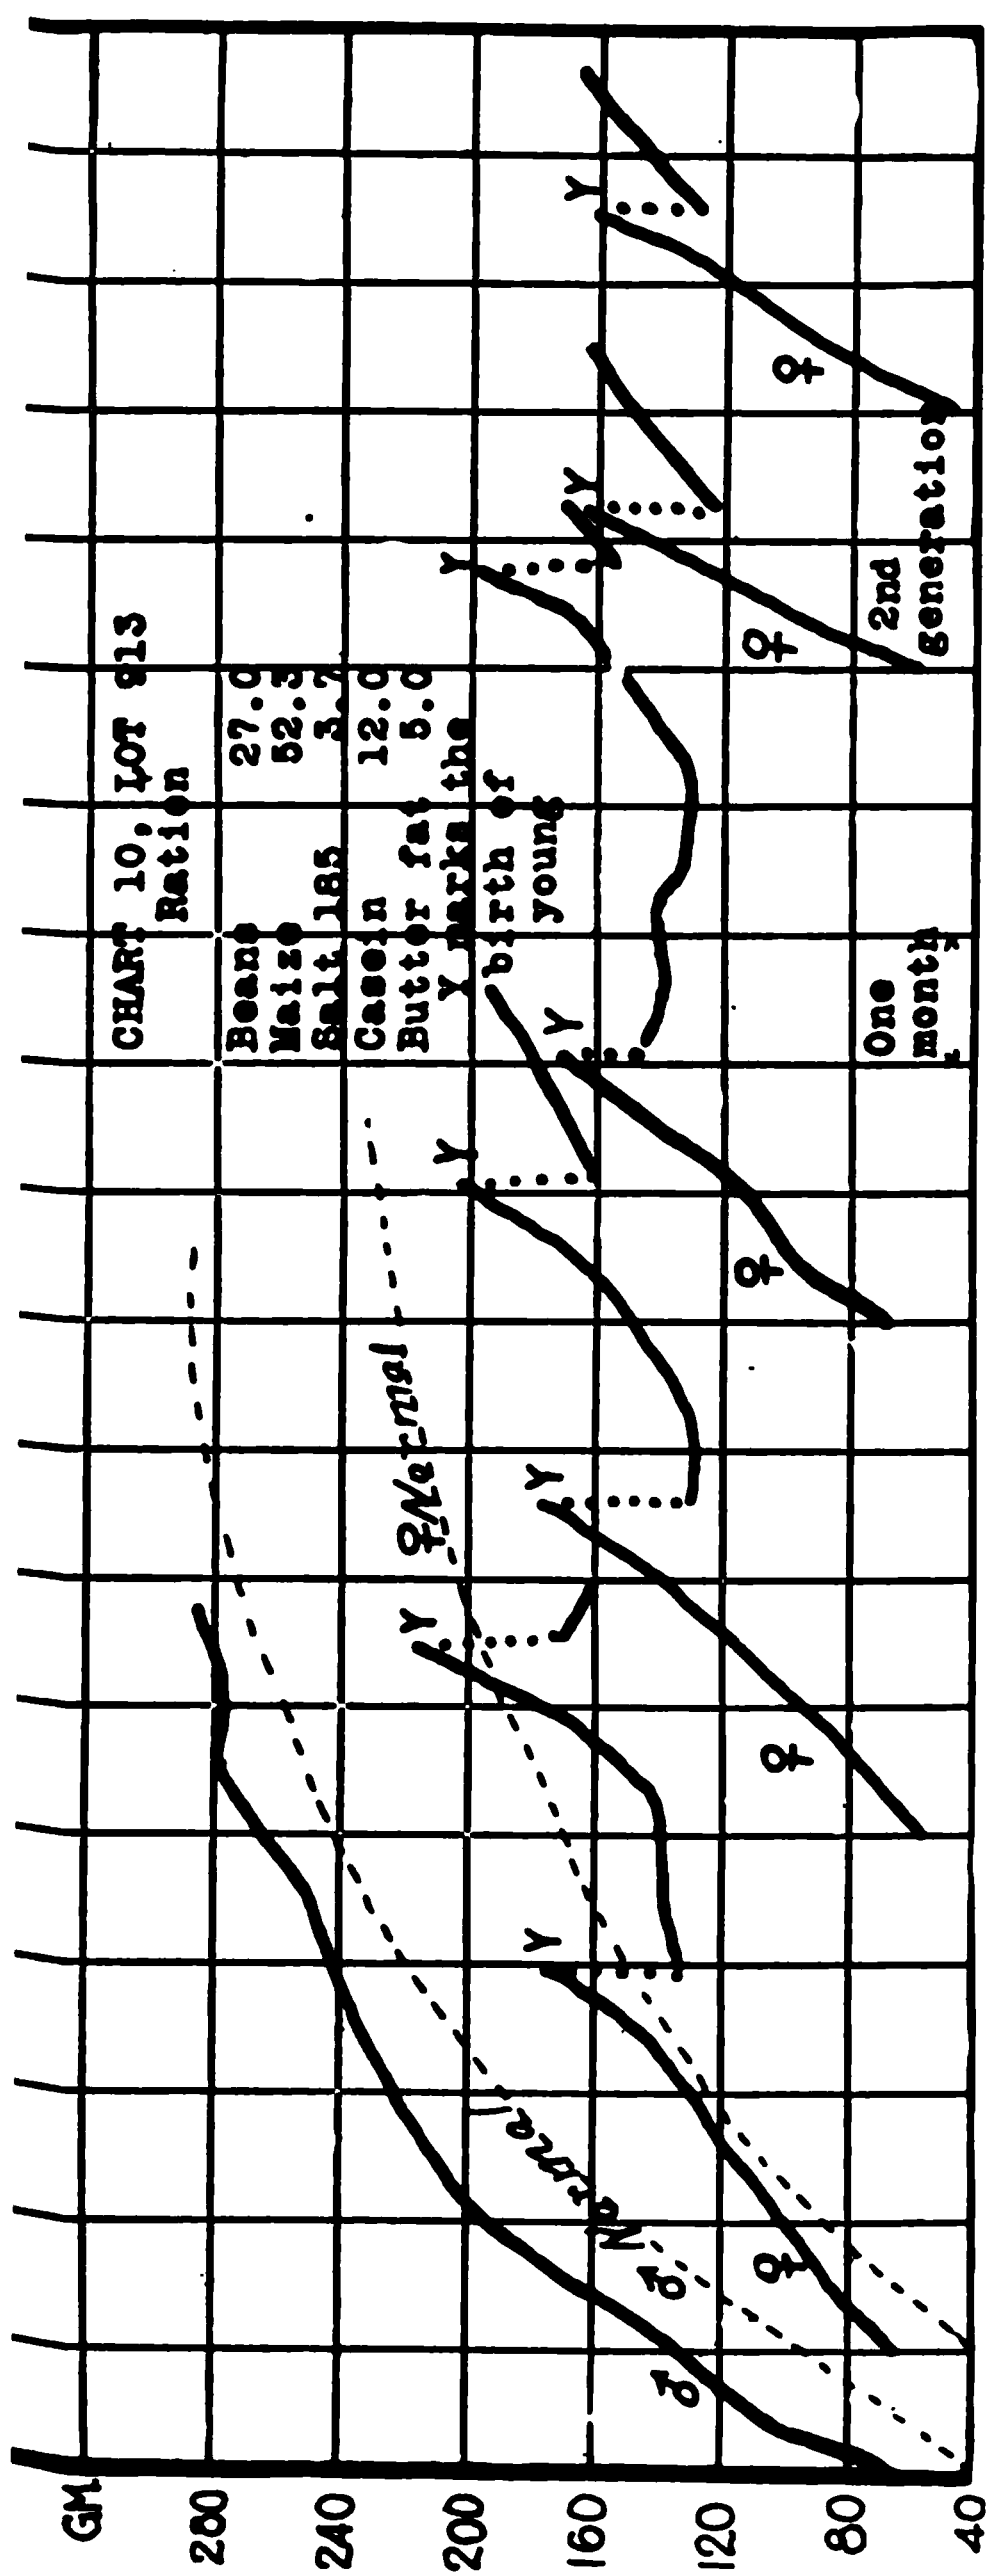 CHART 10, LOT 813
Ration
Beans 27.0
Maize 52.3
Salt 185 3.7
Casein 12.0
Butter fat 5.0
Y marks the
birth of
young
GM.
280
240
200
160
120
80
40
♂
♂ Normal
♀
Y
Y
♀ Normal
♀
Y
Y
♀
Y
One
month
Y
♀
Y
2nd
generation
♀
Y